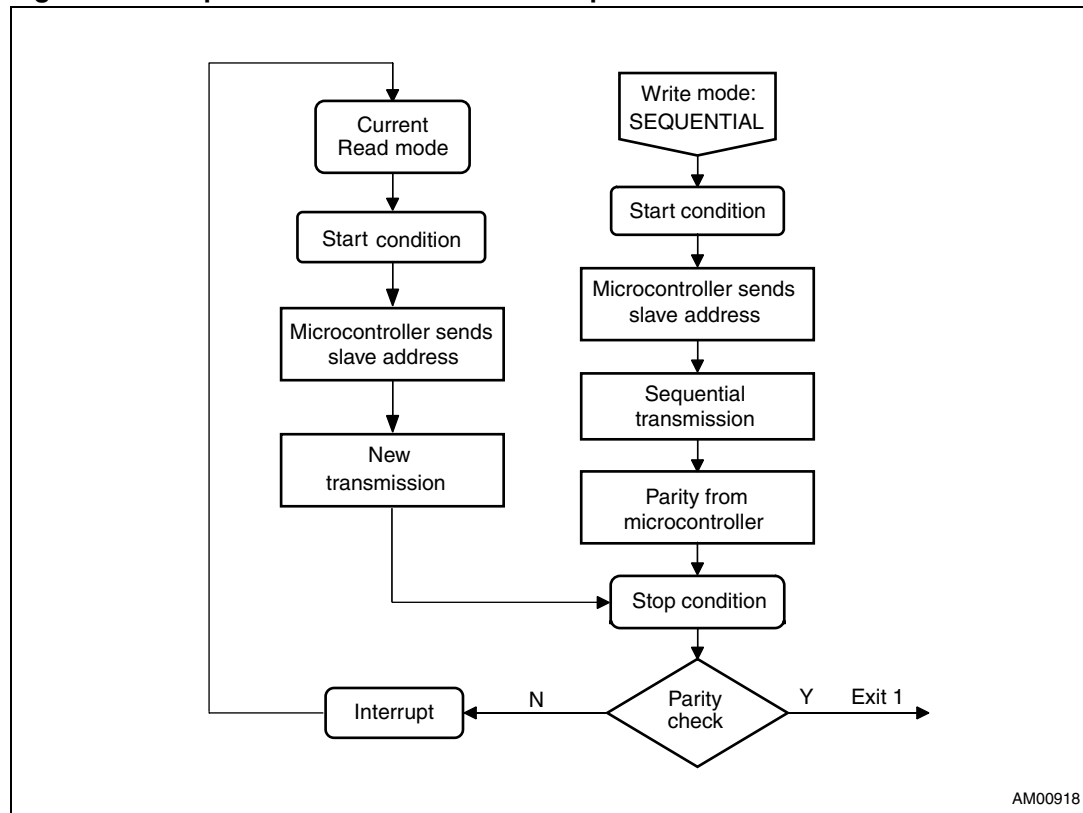 Current
Read mode
Start condition
Microcontroller sends
slave address
New
transmission
Interrupt
Write mode:
SEQUENTIAL
Start condition
Microcontroller sends
slave address
Sequential
transmission
Parity from
microcontroller
Stop condition
Parity
check
N
Y
Exit 1
AM00918